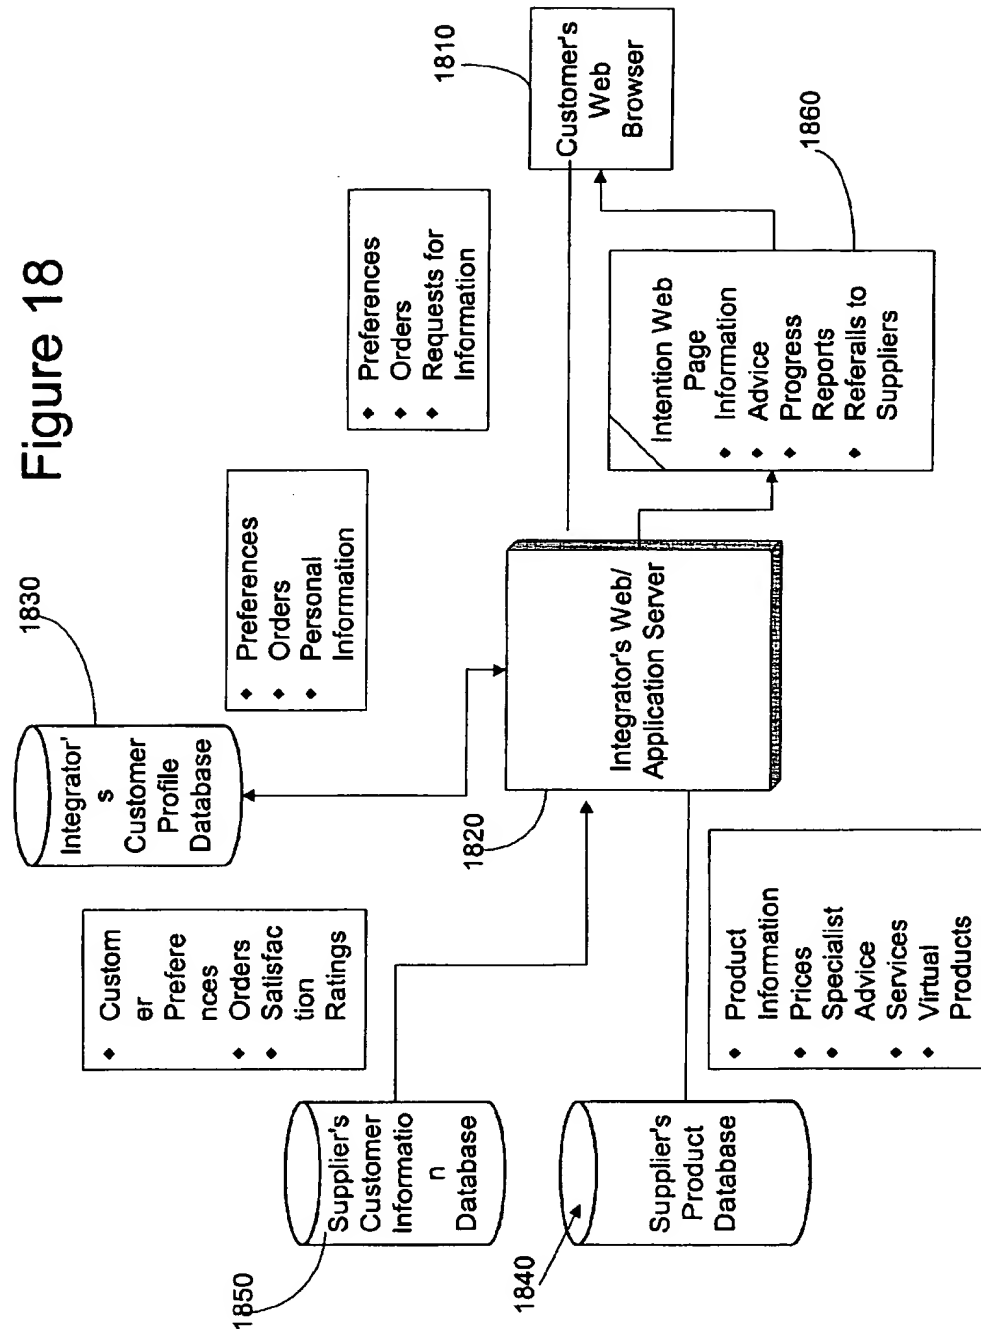 Figure 18
1830
Integrator'
s
Customer
Profile
Database
♦ Preferences
♦ Orders
♦ Personal
Information
♦ Preferences
♦ Orders
♦ Requests for
Information
1810
Customer's
Web
Browser
♦ Custom
er
Prefere
nces
♦ Orders
♦ Satisfac
tion
Ratings
1850
Supplier's
Customer
Informatio
n
Database
1820
Integrator's Web/
Application Server
1860
Intention Web
Page
♦ Information
♦ Advice
♦ Progress
Reports
♦ Referalls to
Suppliers
1840
Supplier's
Product
Database
♦ Product
Information
♦ Prices
♦ Specialist
Advice
♦ Services
♦ Virtual
Products